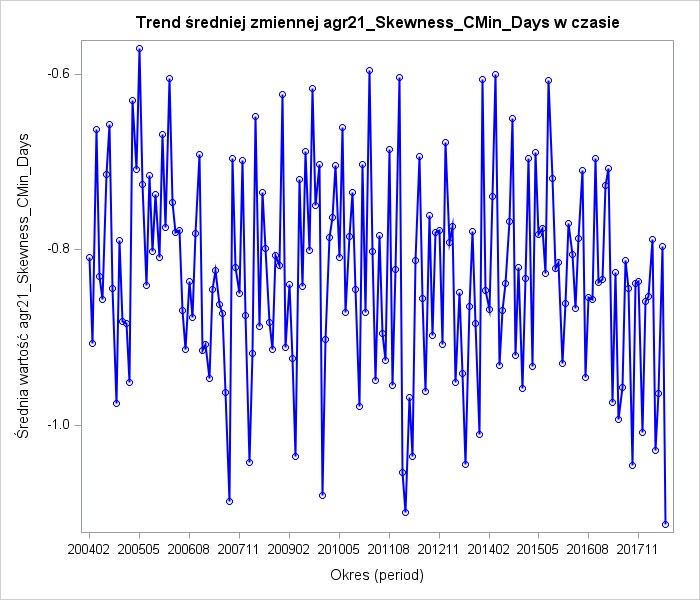 Trend średniej zmiennej agr21_Skewness_CMin_Days w czasie
Średnia wartość agr21_Skewness_CMin_Days
-0.6
-0.8
-1.0
200402 200505 200608 200711 200902 201005 201108 201211 201402 201505 201608 201711
Okres (period)